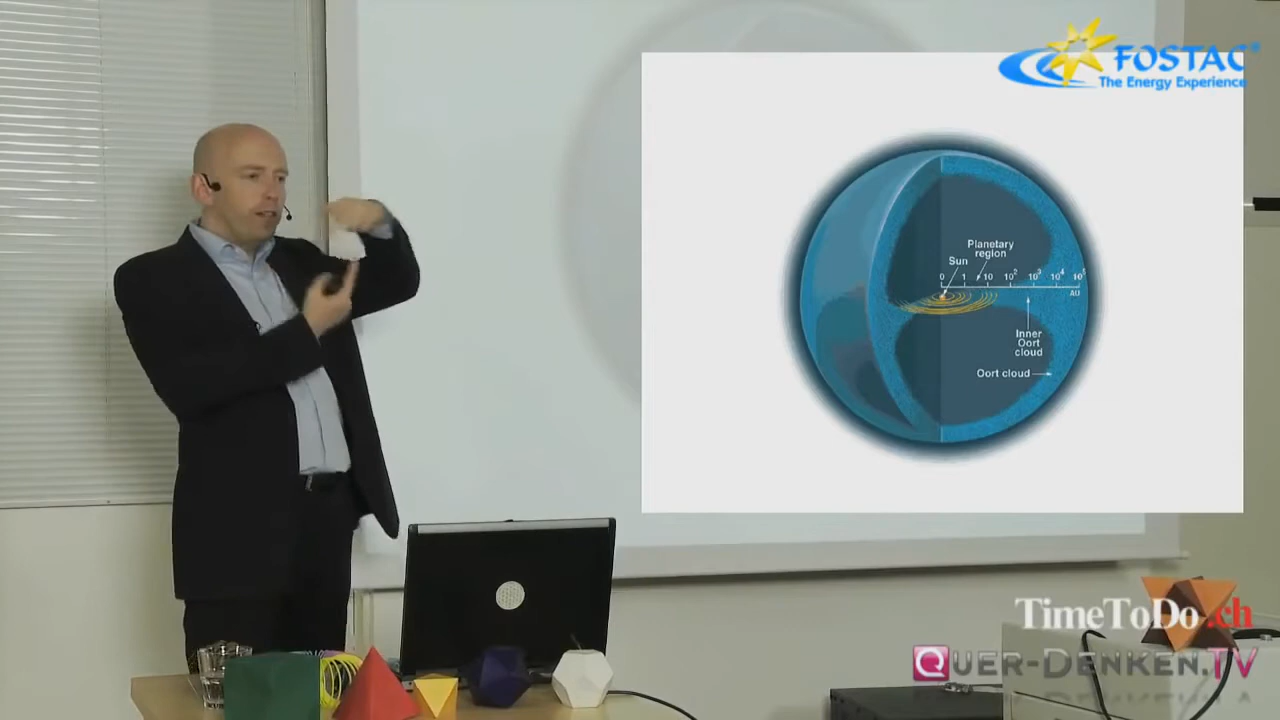 FOSTAC®
The Energy Experience
Planetary
region
Sun
0 1 10 10² 10³ 10⁴ 10⁵
AU
Inner
Oort
cloud
Oort cloud
TimeToDo.ch
QUER-DENKEN.TV